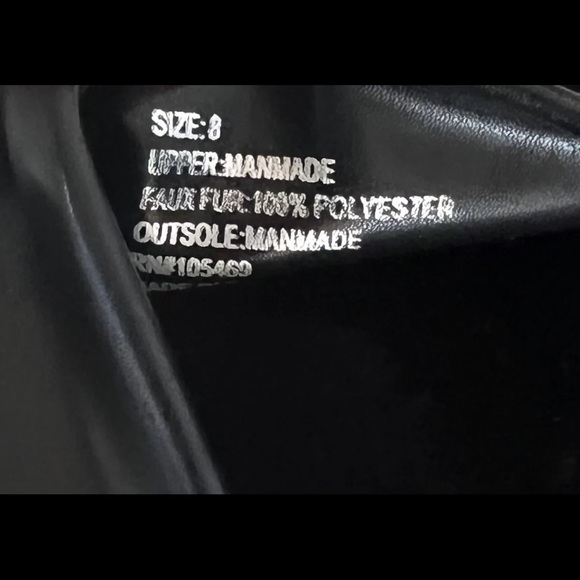 SIZE:8
UPPER:MANMADE
FAUX FUR:100% POLYESTER
OUTSOLE:MANMADE
RN#105469